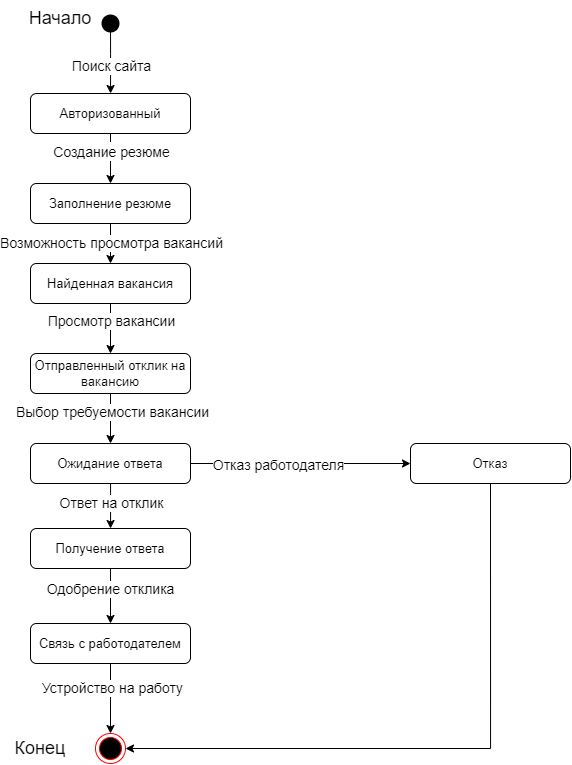 Начало
Поиск сайта
Авторизованный
Создание резюме
Заполнение резюме
Возможность просмотра вакансий
Найденная вакансия
Просмотр вакансии
Отправленный отклик на
вакансию
Выбор требуемости вакансии
Ожидание ответа
Отказ работодателя
Отказ
Ответ на отклик
Получение ответа
Одобрение отклика
Связь с работодателем
Устройство на работу
Конец